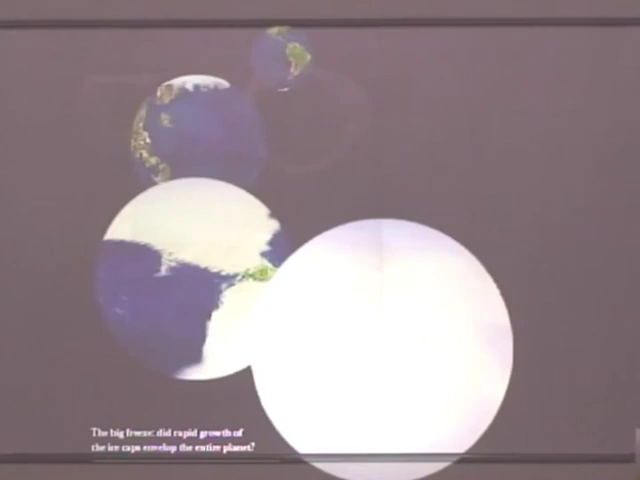 The big freeze: did rapid growth of
the ice caps envelop the entire planet?